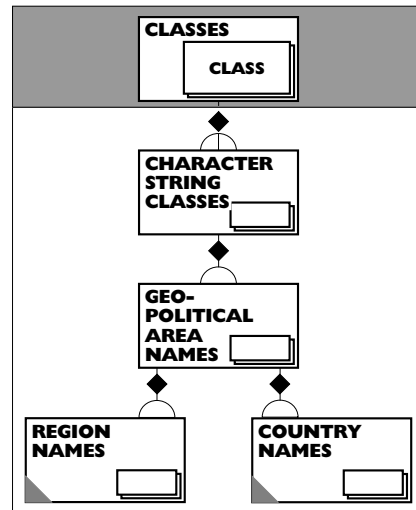 CLASSES
CLASS
CHARACTER
STRING
CLASSES
GEO-
POLITICAL
AREA
NAMES
REGION
NAMES
COUNTRY
NAMES